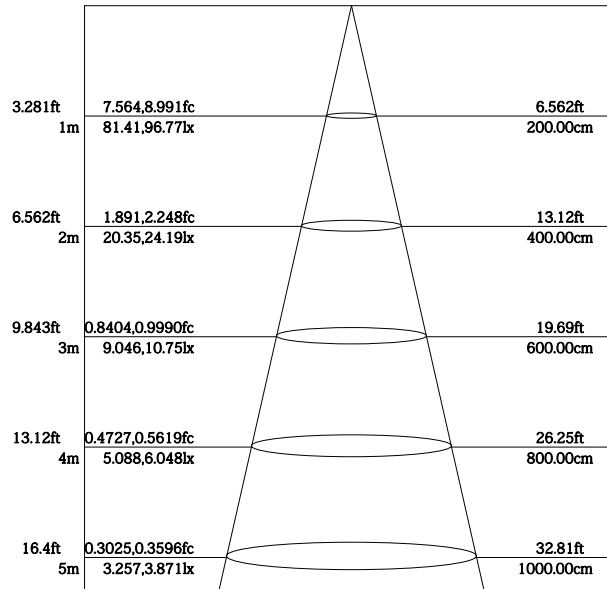 3.281ft 7.564,8.991fc 6.562ft
1m 81.41,96.77lx 200.00cm
6.562ft 1.891,2.248fc 13.12ft
2m 20.35,24.19lx 400.00cm
9.843ft 0.8404,0.9990fc 19.69ft
3m 9.046,10.75lx 600.00cm
13.12ft 0.4727,0.5619fc 26.25ft
4m 5.088,6.048lx 800.00cm
16.4ft 0.3025,0.3596fc 32.81ft
5m 3.257,3.871lx 1000.00cm